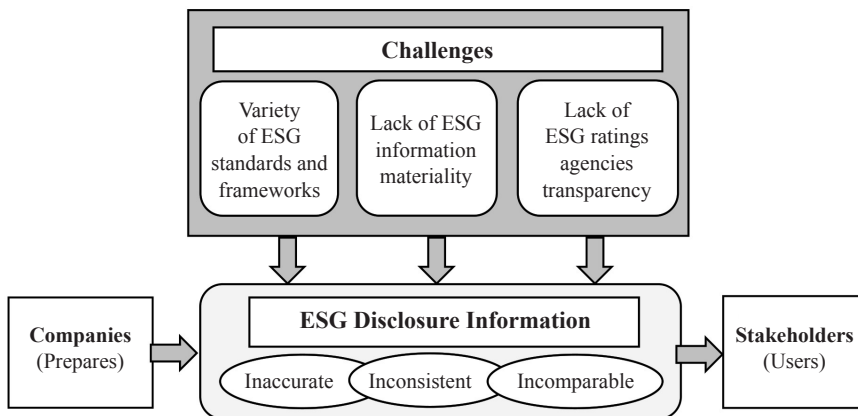 Challenges
Variety
of ESG
standards and
frameworks
Lack of ESG
information
materiality
Lack of
ESG ratings
agencies
transparency
Companies
(Prepares)
ESG Disclosure Information
Inaccurate
Inconsistent
Incomparable
Stakeholders
(Users)